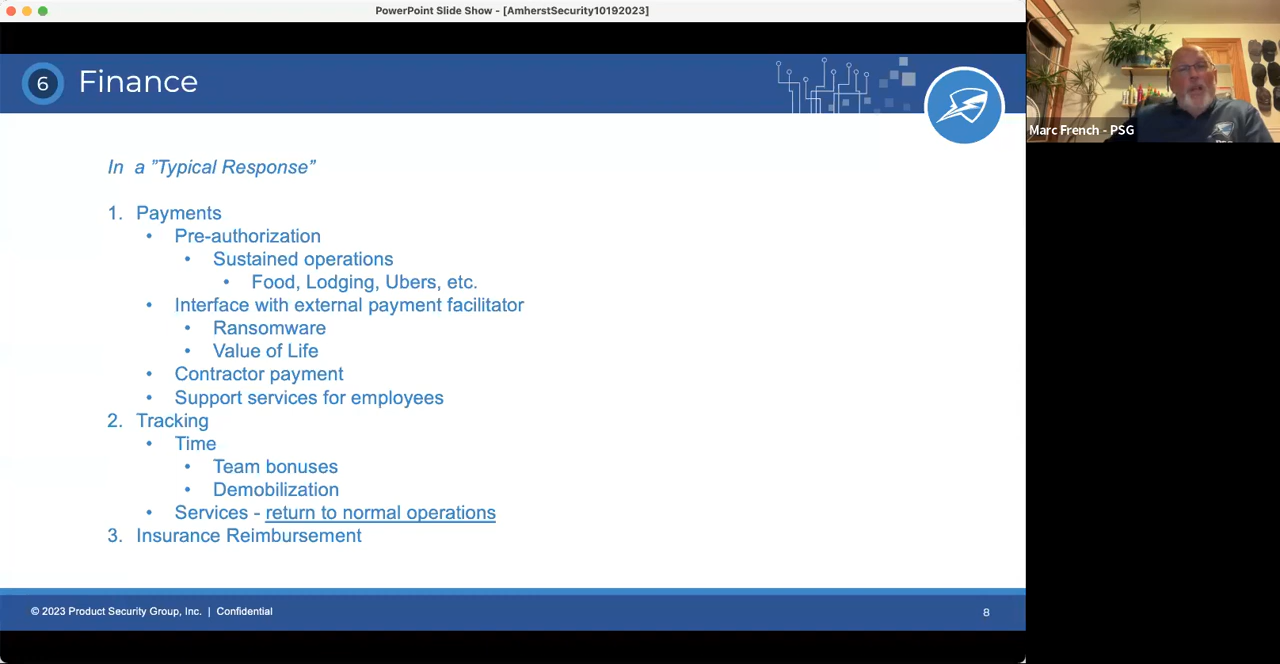 PowerPoint Slide Show - [AmherstSecurity10192023]
6 Finance
In a "Typical Response”
1. Payments
• Pre-authorization
• Sustained operations
• Food, Lodging, Ubers, etc.
• Interface with external payment facilitator
• Ransomware
• Value of Life
• Contractor payment
• Support services for employees
2. Tracking
• Time
• Team bonuses
• Demobilization
• Services - return to normal operations
3. Insurance Reimbursement
© 2023 Product Security Group, Inc. | Confidential
8
Marc French - PSG